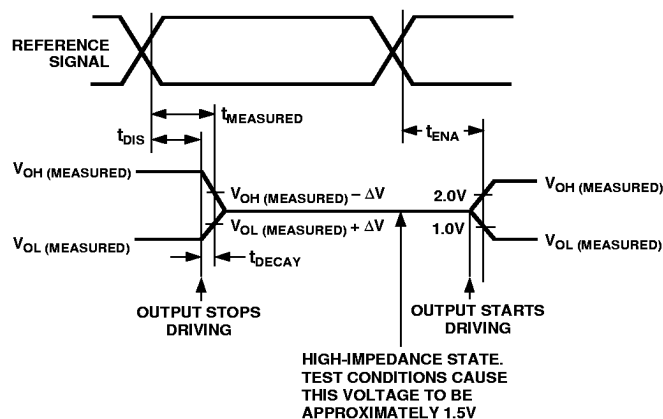 REFERENCE
SIGNAL
tMEASURED
tDIS
tENA
VOH (MEASURED)
VOH (MEASURED) – ΔV
2.0V
VOH (MEASURED)
VOL (MEASURED)
VOL (MEASURED) + ΔV
1.0V
VOL (MEASURED)
tDECAY
OUTPUT STOPS
DRIVING
OUTPUT STARTS
DRIVING
HIGH-IMPEDANCE STATE.
TEST CONDITIONS CAUSE
THIS VOLTAGE TO BE
APPROXIMATELY 1.5V